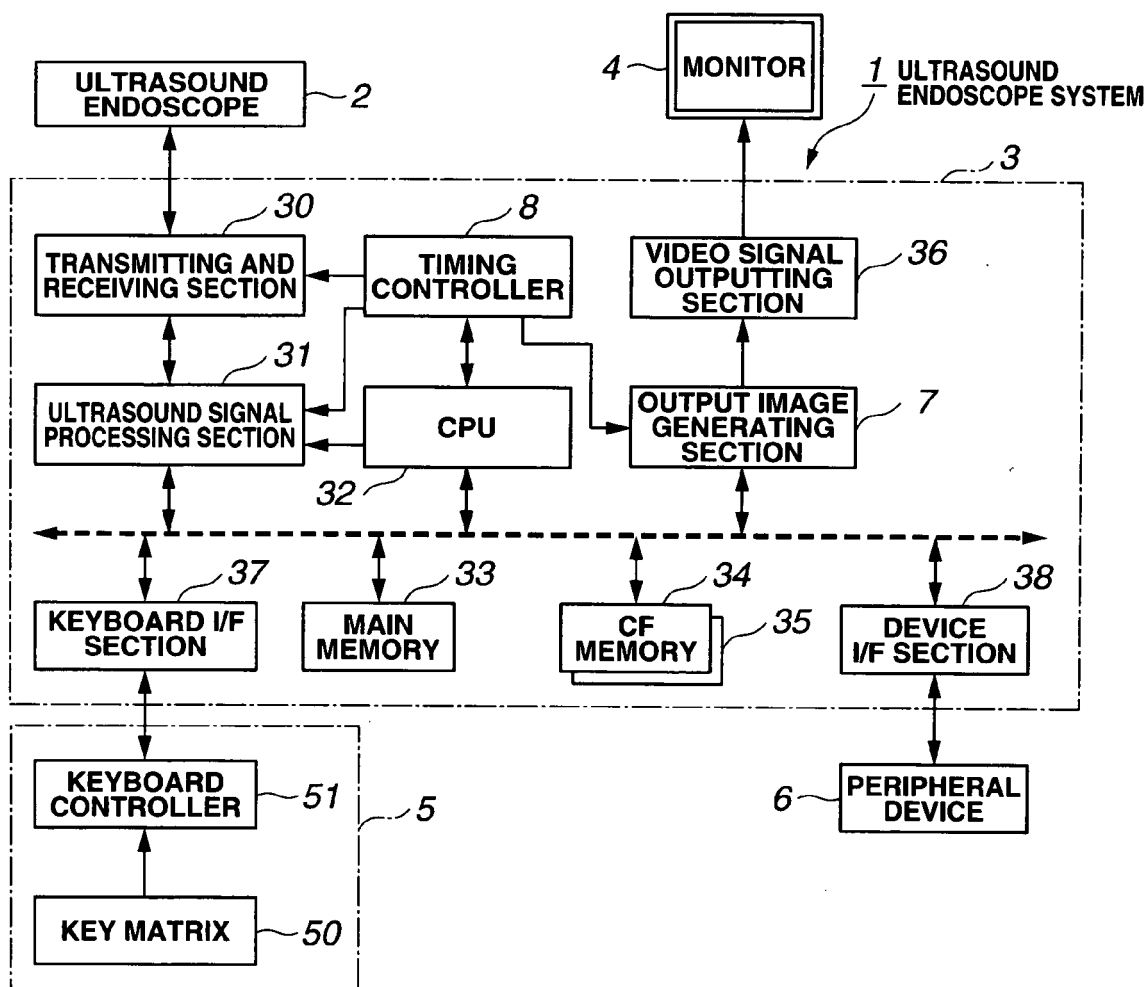 ULTRASOUND
ENDOSCOPE
2
4
MONITOR
1 ULTRASOUND
ENDOSCOPE SYSTEM
3
30
TRANSMITTING AND
RECEIVING SECTION
8
TIMING
CONTROLLER
VIDEO SIGNAL
OUTPUTTING
SECTION
36
31
ULTRASOUND SIGNAL
PROCESSING SECTION
CPU
32
OUTPUT IMAGE
GENERATING
SECTION
7
37
KEYBOARD I/F
SECTION
33
MAIN
MEMORY
34
CF
MEMORY
35
38
DEVICE
I/F SECTION
KEYBOARD
CONTROLLER
51
5
6
PERIPHERAL
DEVICE
KEY MATRIX
50